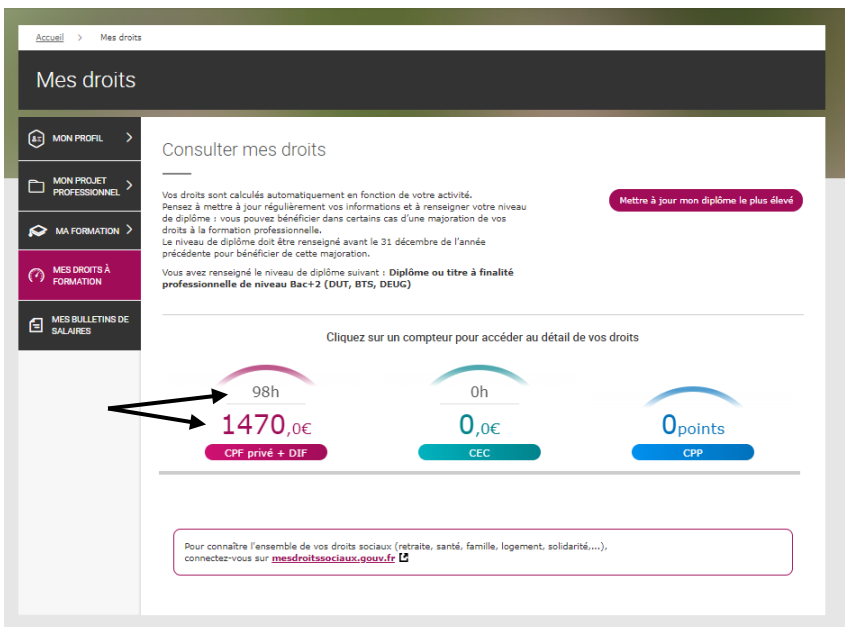 Accueil > Mes droits
Mes droits
MON PROFIL
MON PROJET
PROFESSIONNEL
MA FORMATION
MES DROITS À
FORMATION
MES BULLETINS DE
SALAIRES
Consulter mes droits
Vos droits sont calculés automatiquement en fonction de votre activité.
Pensez à mettre à jour régulièrement vos informations et à renseigner votre niveau
de diplôme : vous pouvez bénéficier dans certains cas d'une majoration de vos
droits à la formation professionnelle.
Le niveau de diplôme doit être renseigné avant le 31 décembre de l'année
précédente pour bénéficier de cette majoration.
Vous avez renseigné le niveau de diplôme suivant : Diplôme ou titre à finalité
professionnelle de niveau Bac+2 (DUT, BTS, DEUG)
Mettre à jour mon diplôme le plus élevé
Cliquez sur un compteur pour accéder au détail de vos droits
98h
1470,0€
CPF privé + DIF
0h
0,0€
CEC
0points
CPP
Pour connaître l'ensemble de vos droits sociaux (retraite, santé, famille, logement, solidarité,...),
connectez-vous sur mesdroitssociaux.gouv.fr